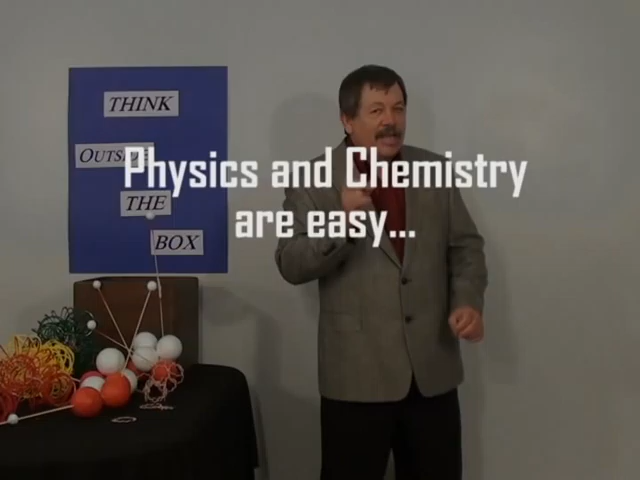 THINK
OUTSIDE
THE
BOX
Physics and Chemistry
are easy...